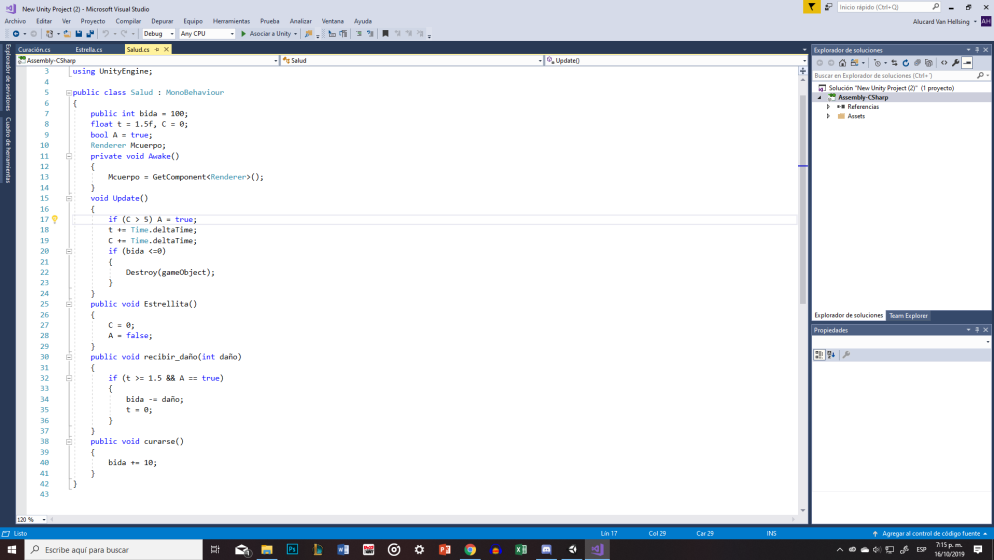 New Unity Project (2) - Microsoft Visual Studio
Inicio rápido (Ctrl+Q)
Archivo Editar Ver Proyecto Compilar Depurar Equipo Herramientas Prueba Analizar Ventana Ayuda
Alucard Van Hellsing AH
Debug Any CPU Asociar a Unity
Explorador de servidores
Cuadro de herramientas
Curación.cs Estrella.cs Salud.cs
Assembly-CSharp Salud Update()
3 using UnityEngine;
4
5 public class Salud : MonoBehaviour
6 {
7 public int bida = 100;
8 float t = 1.5f, C = 0;
9 bool A = true;
10 Renderer Mcuerpo;
11 private void Awake()
12 {
13 Mcuerpo = GetComponent<Renderer>();
14 }
15 void Update()
16 {
17 if (C > 5) A = true;
18 t += Time.deltaTime;
19 C += Time.deltaTime;
20 if (bida <=0)
21 {
22 Destroy(gameObject);
23 }
24 }
25 public void Estrellita()
26 {
27 C = 0;
28 A = false;
29 }
30 public void recibir_daño(int daño)
31 {
32 if (t >= 1.5 && A == true)
33 {
34 bida -= daño;
35 t = 0;
36 }
37 }
38 public void curarse()
39 {
40 bida += 10;
41 }
42 }
43
120 %
Explorador de soluciones
Buscar en Explorador de soluciones (Ctrl+´)
Solución "New Unity Project (2)" (1 proyecto)
Assembly-CSharp
Referencias
Assets
Explorador de soluciones Team Explorer
Propiedades
Listo Lín 17 Col 29 Car 29 INS Agregar al control de código fuente
Escribe aquí para buscar
ESP
7:15 p. m.
16/10/2019